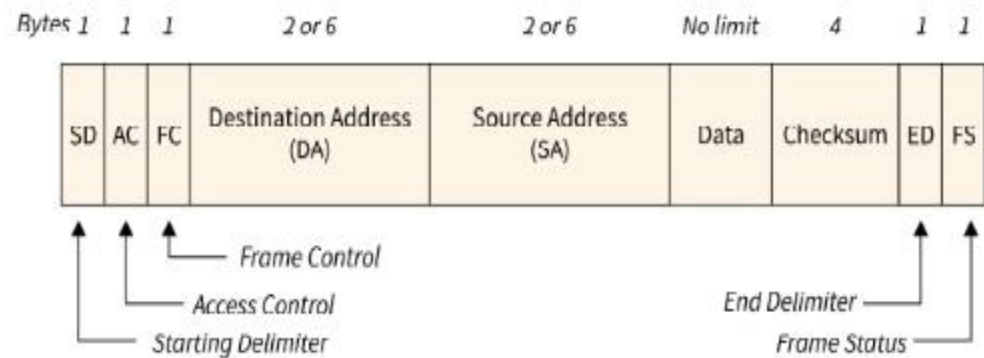 Bytes 1 1 1 2 or 6 2 or 6 No limit 4 1 1
SD AC FC Destination Address (DA) Source Address (SA) Data Checksum ED FS
Frame Control
Access Control
Starting Delimiter
End Delimiter
Frame Status